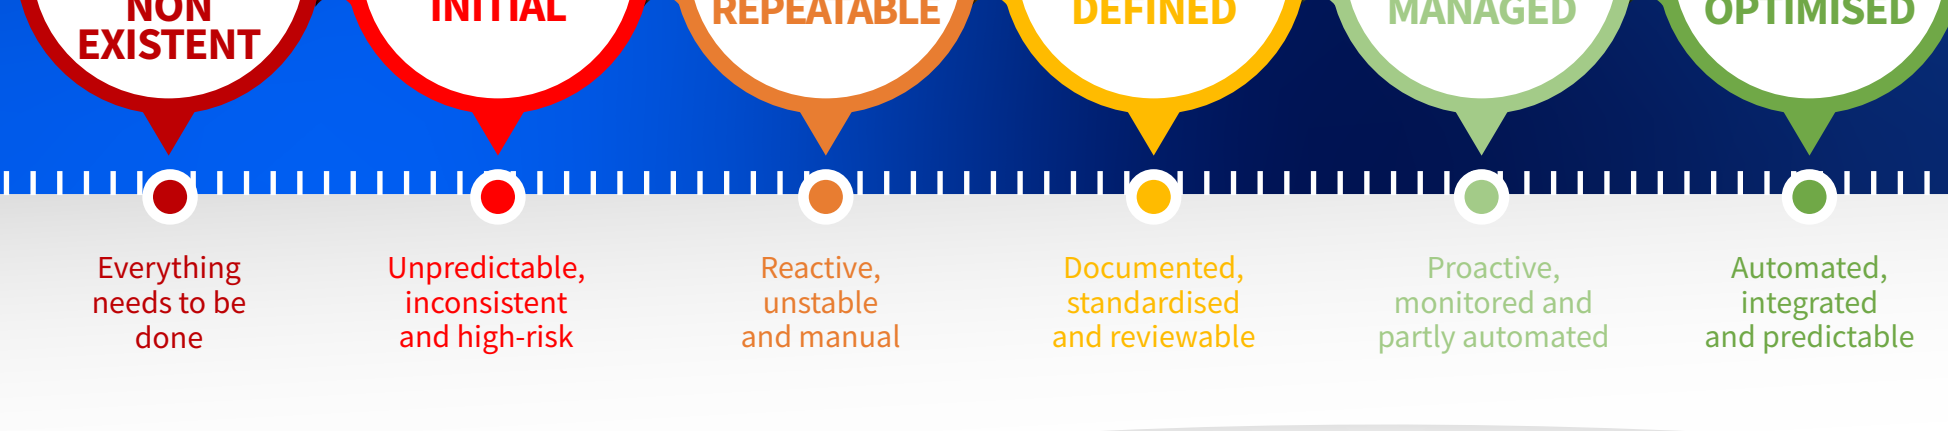 NON
EXISTENT
INITIAL
REPEATABLE
DEFINED
MANAGED
OPTIMISED
Everything
needs to be
done
Unpredictable,
inconsistent
and high-risk
Reactive,
unstable
and manual
Documented,
standardised
and reviewable
Proactive,
monitored and
partly automated
Automated,
integrated
and predictable